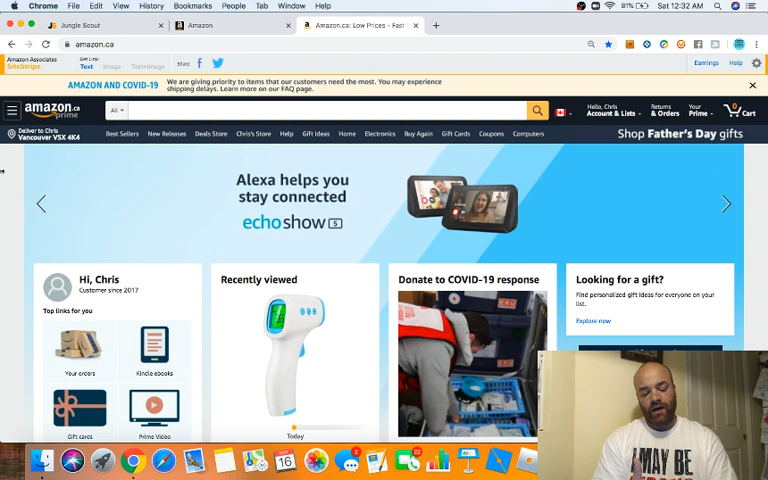 Chrome File Edit View History Bookmarks People Tab Window Help
81% Sat 12:32 AM
Jungle Scout
Amazon
Amazon.ca: Low Prices – Fast
amazon.ca
Amazon Associates
SiteStripe
Get Link:
Text Image Text+Image
Share
Earnings Help
AMAZON AND COVID-19
We are giving priority to items that our customers need the most. You may experience
shipping delays. Learn more on our FAQ page.
amazon.ca
prime
All
Hello, Chris
Account & Lists
Returns
& Orders
Your
Prime
0
Cart
Deliver to Chris
Vancouver V5X 4K4
Best Sellers New Releases Deals Store Chris's Store Help Gift Ideas Home Electronics Buy Again Gift Cards Coupons Computers
Shop Father's Day gifts
Alexa helps you
stay connected
echo show 5
Hi, Chris
Customer since 2017
Top links for you
Your orders
Kindle ebooks
Gift cards
Prime Video
Recently viewed
Today
Donate to COVID-19 response
Looking for a gift?
Find personalized gift ideas for everyone on your
list.
Explore now
MAY
16
I MAY BE